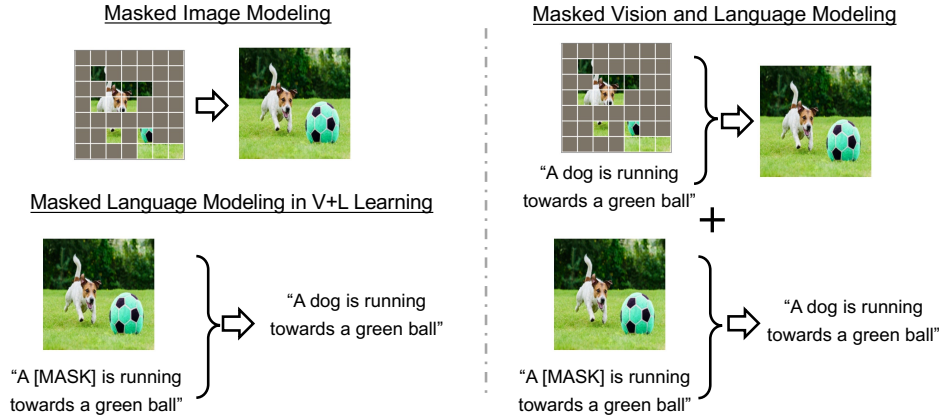 Masked Image Modeling
Masked Language Modeling in V+L Learning
“A [MASK] is running
towards a green ball”
“A dog is running
towards a green ball”
Masked Vision and Language Modeling
“A dog is running
towards a green ball”
+
“A [MASK] is running
towards a green ball”
“A dog is running
towards a green ball”